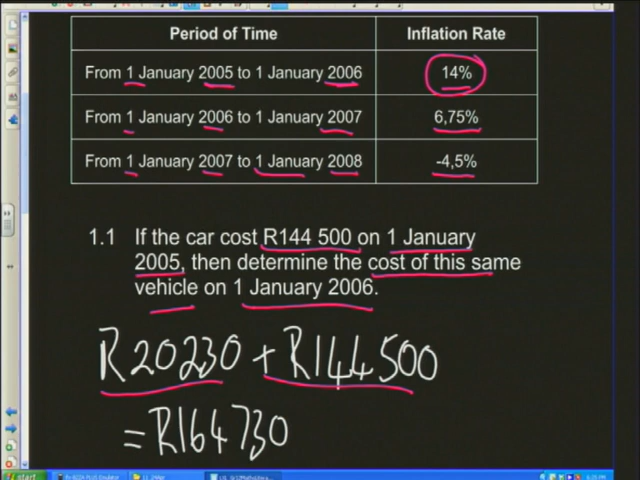 Period of Time Inflation Rate
From 1 January 2005 to 1 January 2006 14%
From 1 January 2006 to 1 January 2007 6,75%
From 1 January 2007 to 1 January 2008 -4,5%
1.1 If the car cost R144 500 on 1 January
2005, then determine the cost of this same
vehicle on 1 January 2006.
R20230 + R144500
= R164730
start